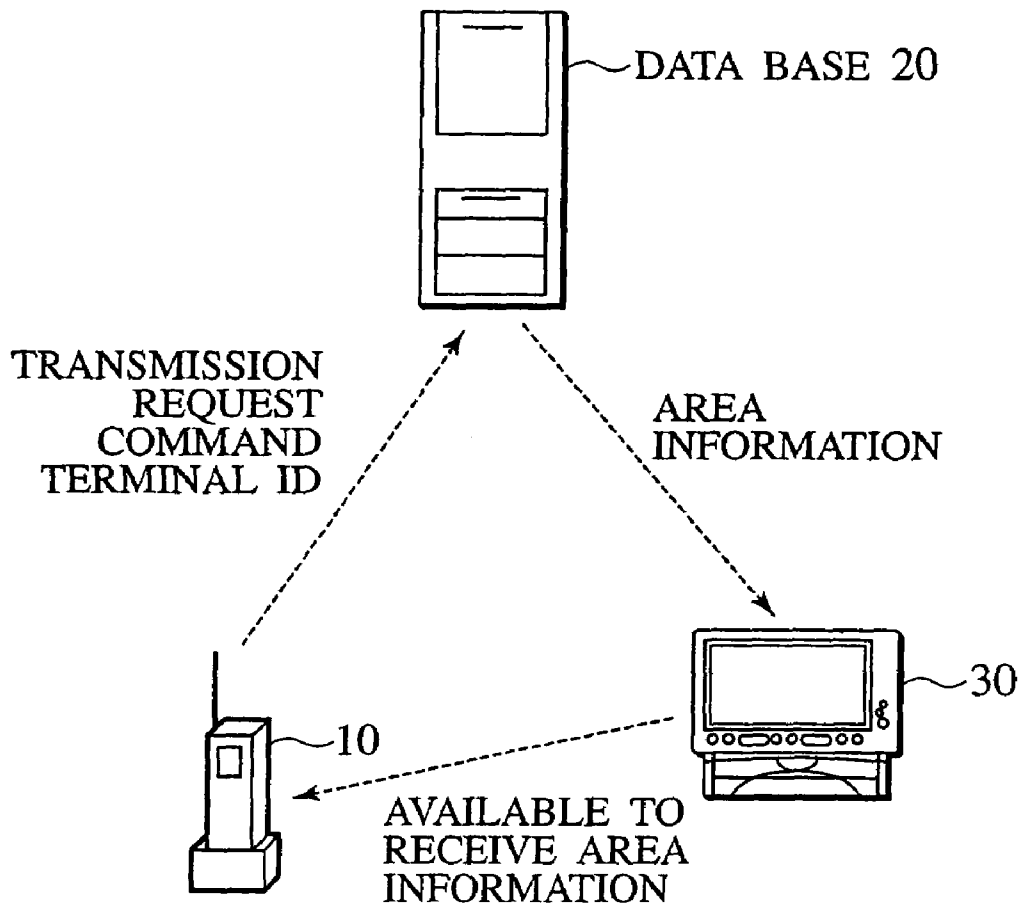 DATA BASE 20
TRANSMISSION
REQUEST
COMMAND
TERMINAL ID
AREA
INFORMATION
30
10
AVAILABLE TO
RECEIVE AREA
INFORMATION